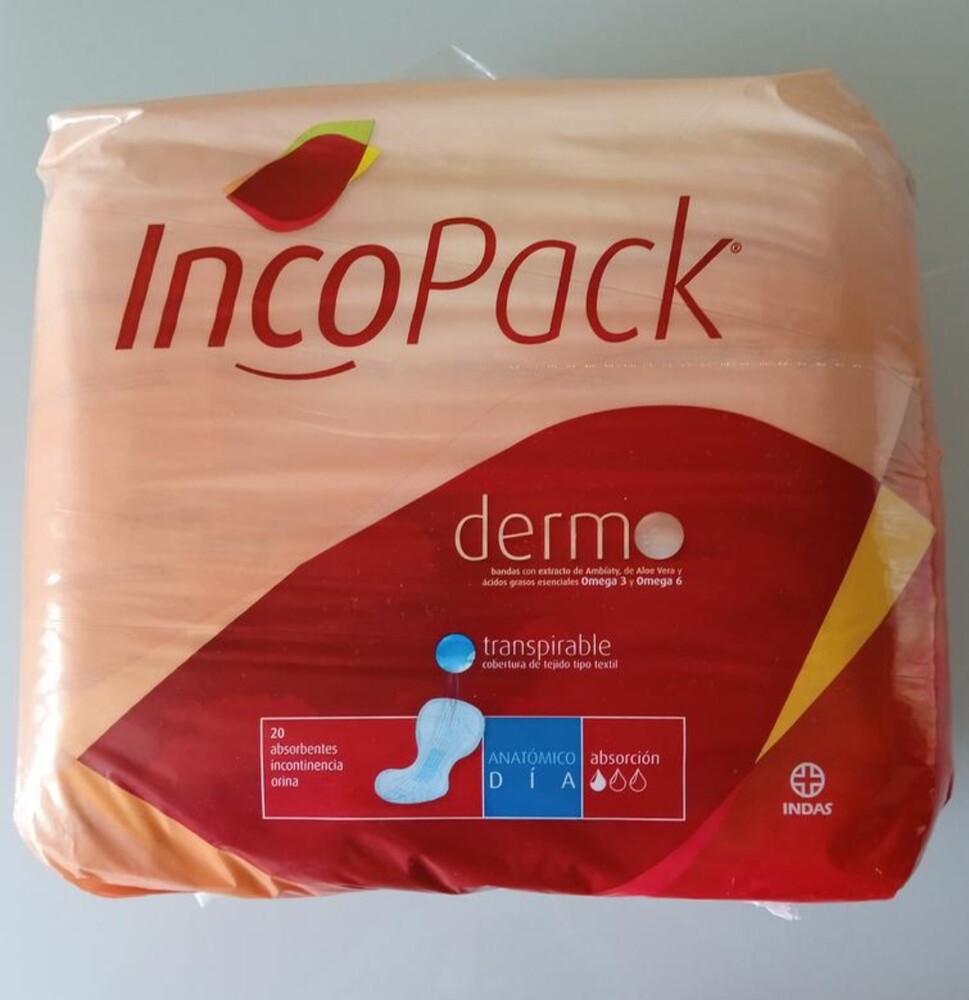 IncoPack®
dermo
bandas con extracto de Ambiaty, de Aloe Vera y
ácidos grasos esenciales Omega 3 y Omega 6
transpirable
cobertura de tejido tipo textil
20
absorbentes
incontinencia
orina
ANATÓMICO
DÍA
absorción
INDAS